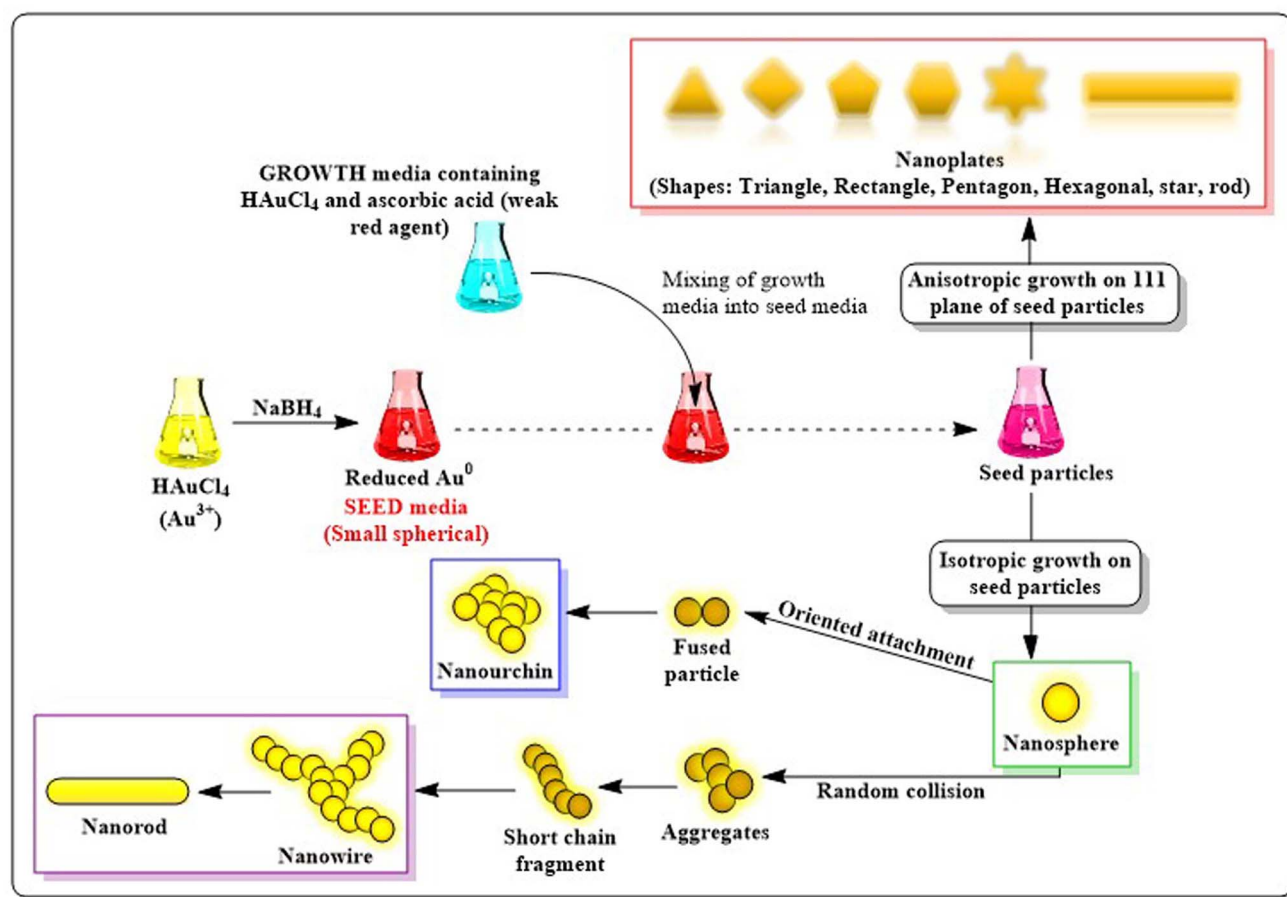 Nanoplates
(Shapes: Triangle, Rectangle, Pentagon, Hexagonal, star, rod)
GROWTH media containing
HAuCl₄ and ascorbic acid (weak
red agent)
Mixing of growth
media into seed media
Anisotropic growth on 111
plane of seed particles
NaBH₄
HAuCl₄
(Au³⁺)
Reduced Au⁰
SEED media
(Small spherical)
Seed particles
Isotropic growth on
seed particles
Oriented attachment
Fused
particle
Nanourchin
Nanosphere
Random collision
Aggregates
Short chain
fragment
Nanowire
Nanorod